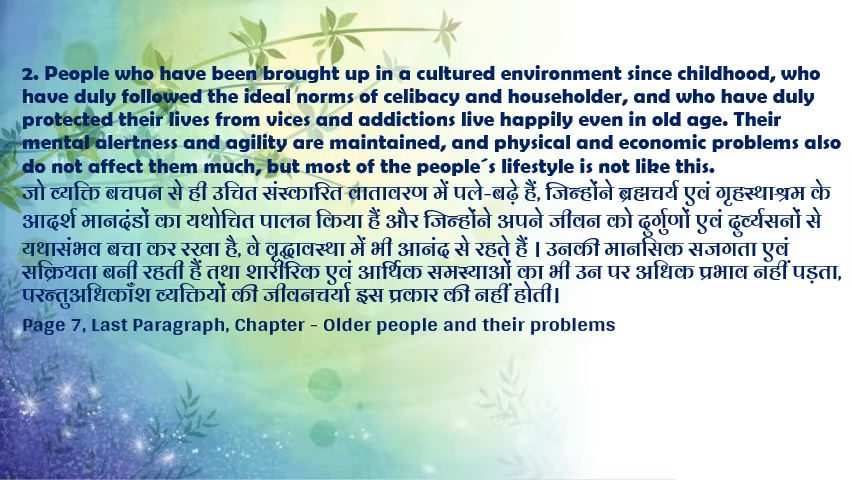 2. People who have been brought up in a cultured environment since childhood, who
have duly followed the ideal norms of celibacy and householder, and who have duly
protected their lives from vices and addictions live happily even in old age. Their
mental alertness and agility are maintained, and physical and economic problems also
do not affect them much, but most of the people´s lifestyle is not like this.
जो व्यक्ति बचपन से ही उचित संस्कारित वातावरण में पले-बढ़े हैं, जिन्होंने ब्रह्मचर्य एवं गृहस्थाश्रम के
आदर्श मानदंडों का यथोचित पालन किया हैं और जिन्होंने अपने जीवन को दुर्गुणों एवं दुर्व्यसनों से
यथासंभव बचा कर रखा है, वे वृद्धावस्था में भी आनंद से रहते हैं । उनकी मानसिक सजगता एवं
सक्रियता बनी रहती हैं तथा शारीरिक एवं आर्थिक समस्याओं का भी उन पर अधिक प्रभाव नहीं पड़ता,
परन्तुअधिकाँश व्यक्तियों की जीवनचर्या इस प्रकार की नहीं होती।
Page 7, Last Paragraph, Chapter - Older people and their problems